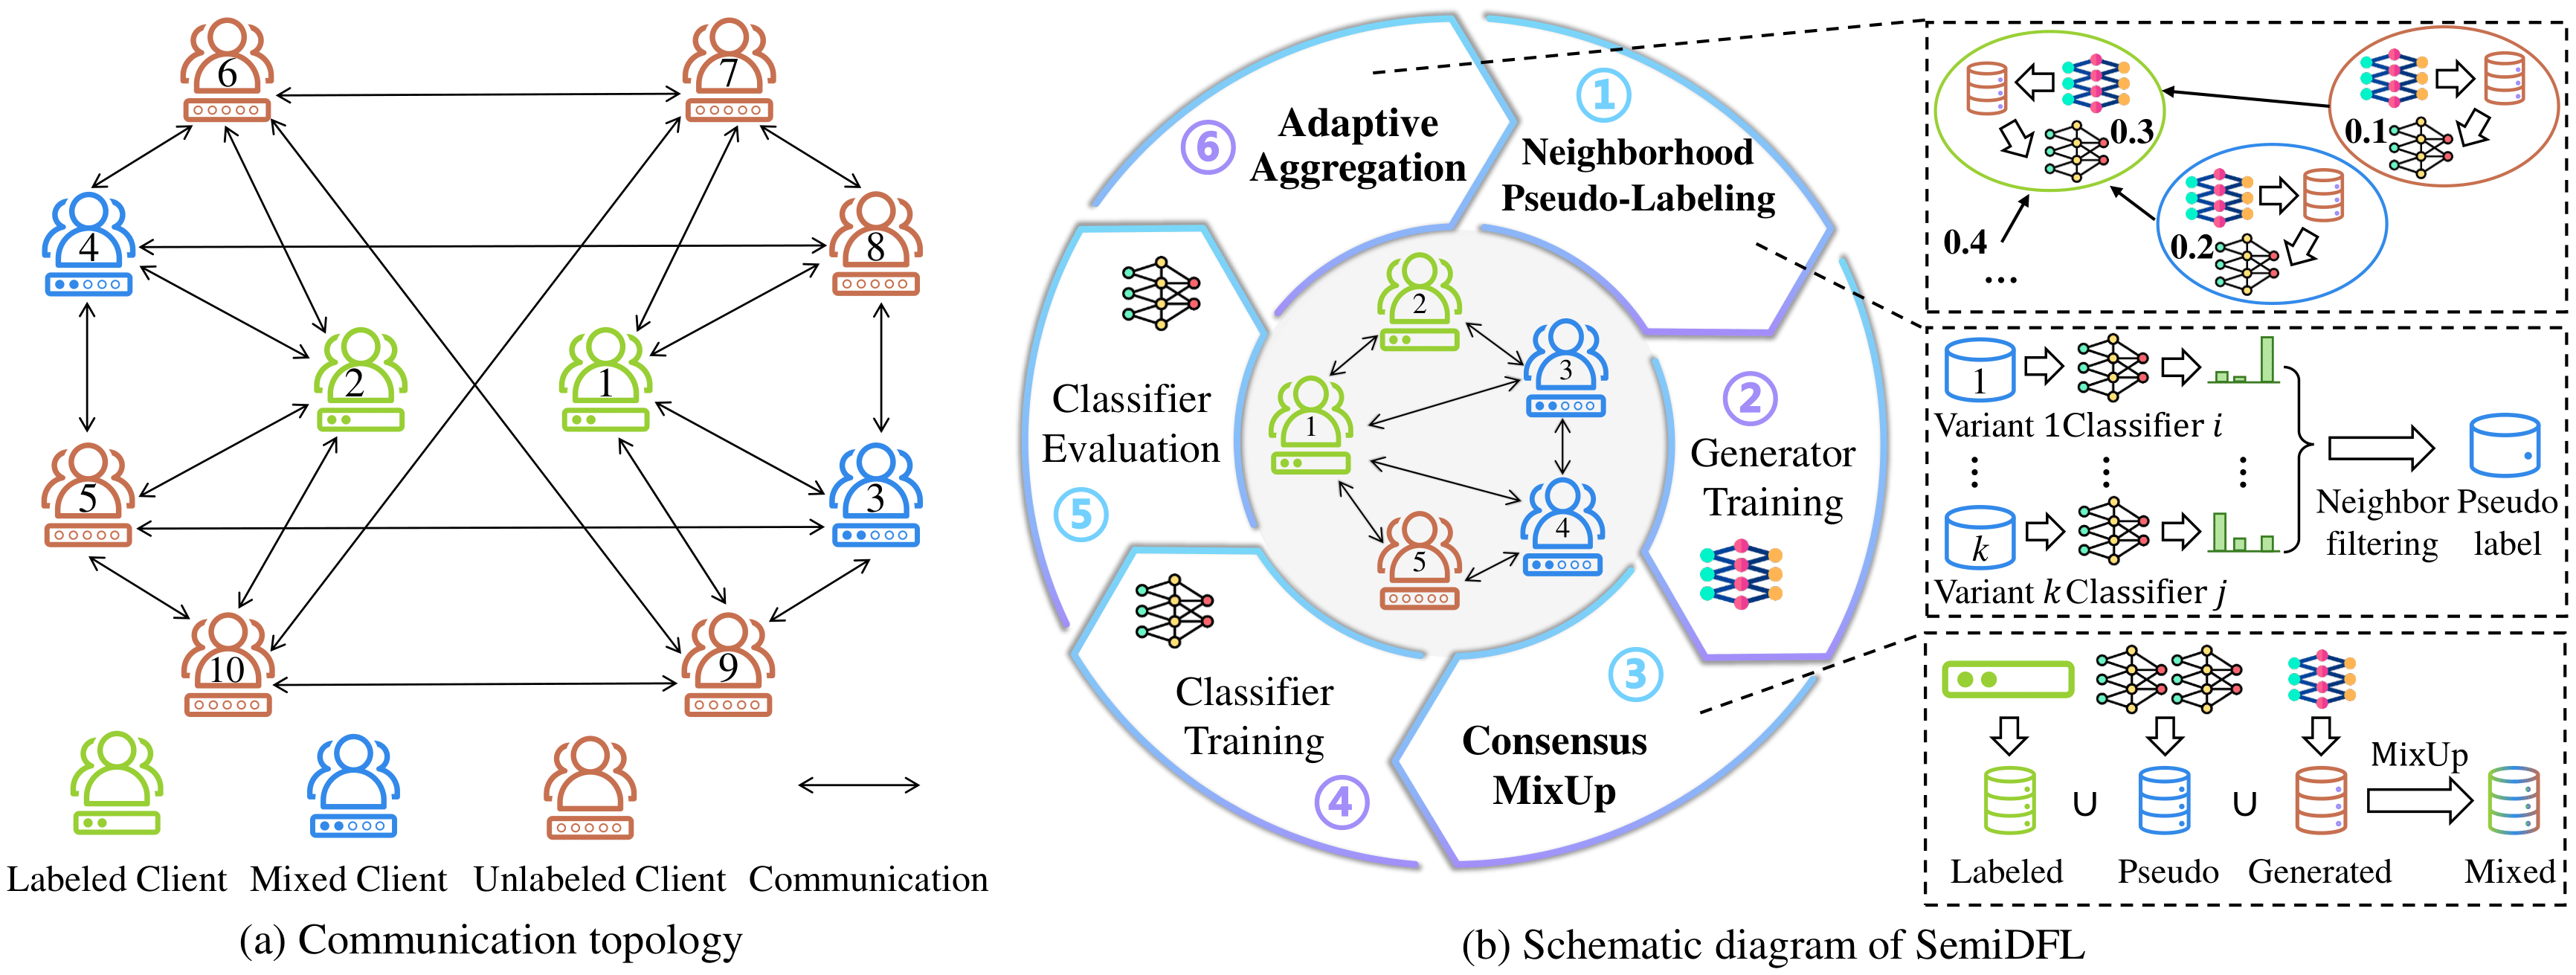 6
7
4
8
2
1
5
3
10
9
Labeled Client
Mixed Client
Unlabeled Client
Communication
(a) Communication topology
1
Neighborhood
Pseudo-Labeling
2
Generator
Training
3
Consensus
MixUp
4
Classifier
Training
5
Classifier
Evaluation
6
Adaptive
Aggregation
2
3
1
4
5
0.3
0.1
0.2
0.4
...
1
Variant 1
Classifier i
k
Variant k
Classifier j
Neighbor
filtering
Pseudo
label
MixUp
∪
∪
Labeled
Pseudo
Generated
Mixed
(b) Schematic diagram of SemiDFL